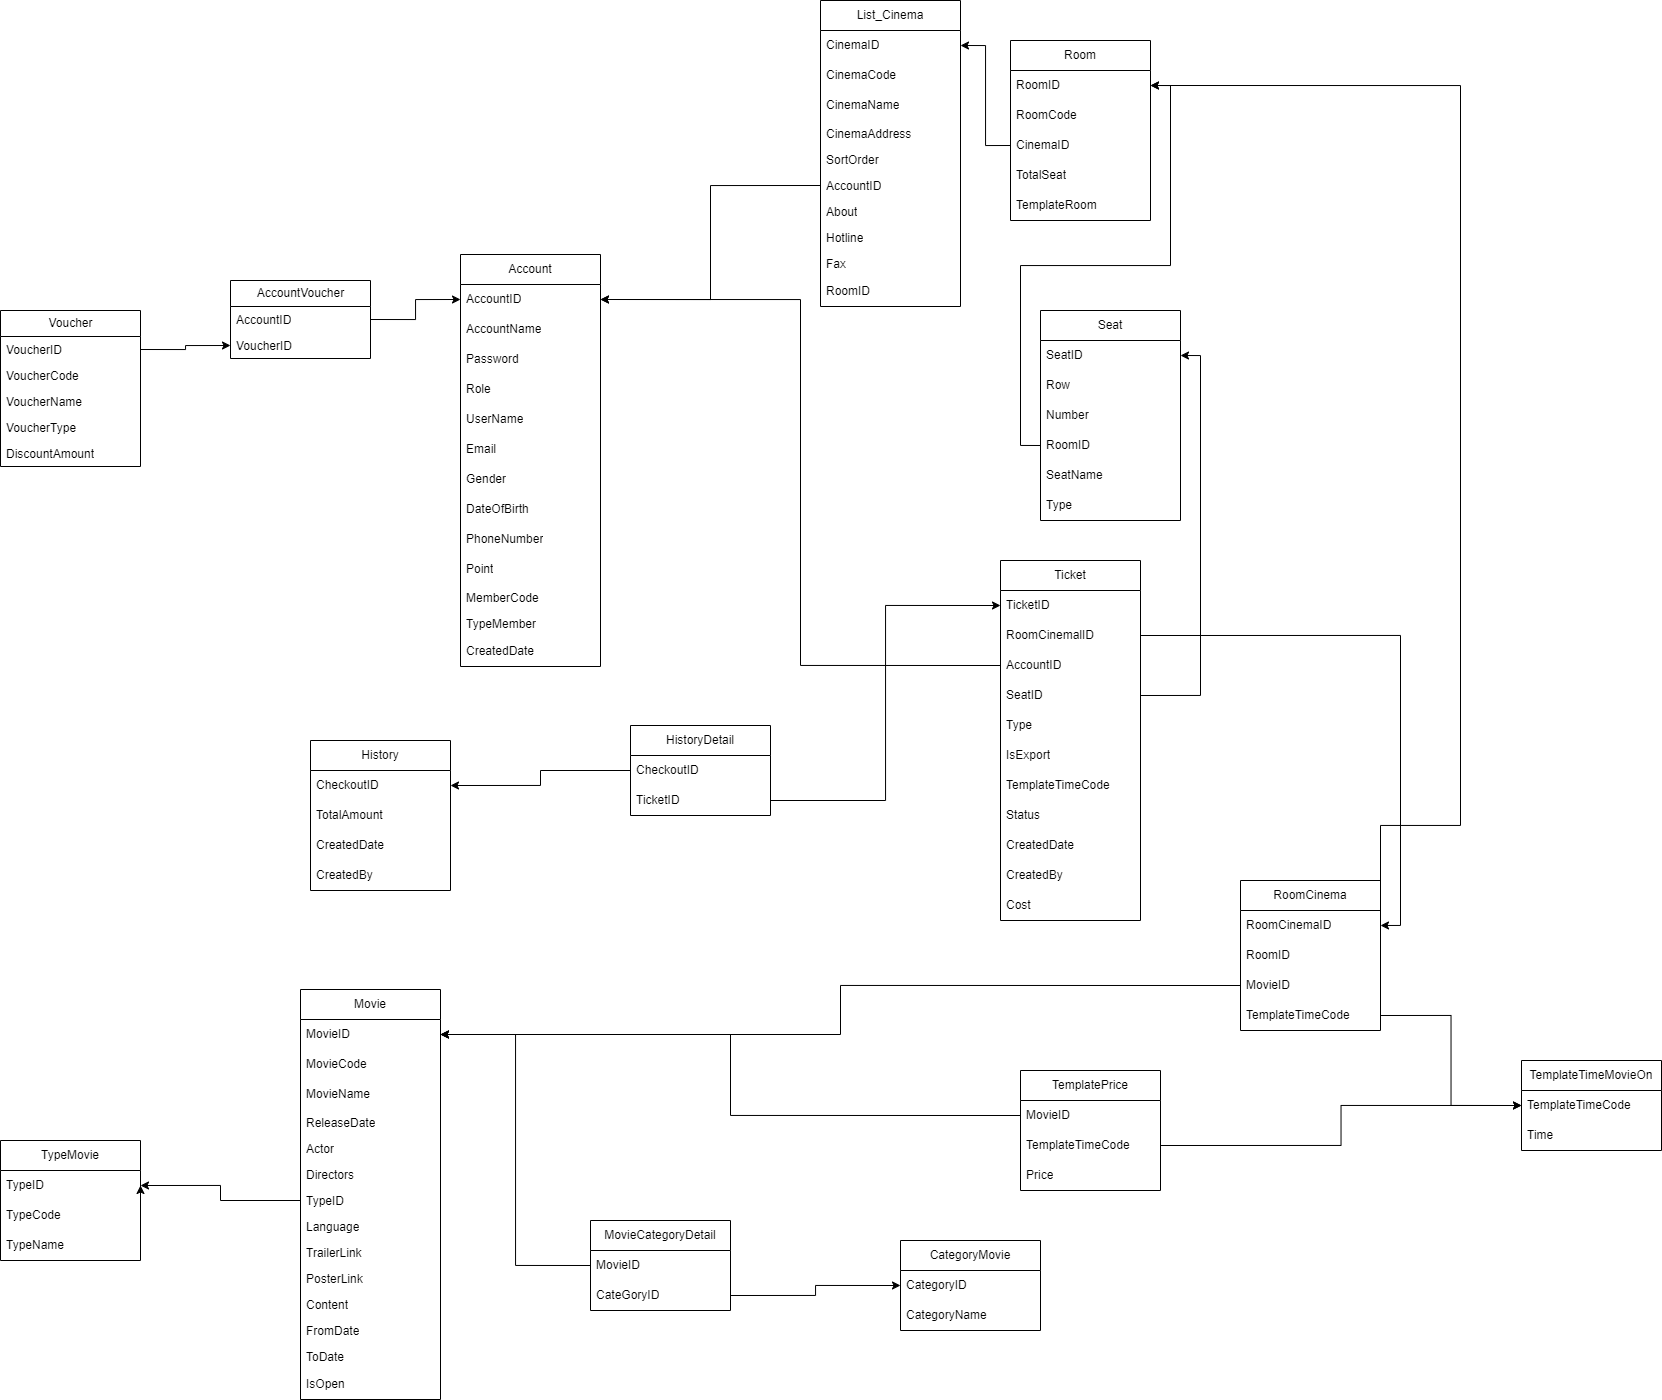 List_Cinema
CinemaID
CinemaCode
CinemaName
CinemaAddress
SortOrder
AccountID
About
Hotline
Fax
RoomID
Room
RoomID
RoomCode
CinemaID
TotalSeat
TemplateRoom
Account
AccountID
AccountName
Password
Role
UserName
Email
Gender
DateOfBirth
PhoneNumber
Point
MemberCode
TypeMember
CreatedDate
AccountVoucher
AccountID
VoucherID
Voucher
VoucherID
VoucherCode
VoucherName
VoucherType
DiscountAmount
Seat
SeatID
Row
Number
RoomID
SeatName
Type
Ticket
TicketID
RoomCinemaIID
AccountID
SeatID
Type
IsExport
TemplateTimeCode
Status
CreatedDate
CreatedBy
Cost
HistoryDetail
CheckoutID
TicketID
History
CheckoutID
TotalAmount
CreatedDate
CreatedBy
RoomCinema
RoomCinemaID
RoomID
MovieID
TemplateTimeCode
Movie
MovieID
MovieCode
MovieName
ReleaseDate
Actor
Directors
TypeID
Language
TrailerLink
PosterLink
Content
FromDate
ToDate
IsOpen
TemplateTimeMovieOn
TemplateTimeCode
Time
TemplatePrice
MovieID
TemplateTimeCode
Price
TypeMovie
TypeID
TypeCode
TypeName
MovieCategoryDetail
MovieID
CateGoryID
CategoryMovie
CategoryID
CategoryName